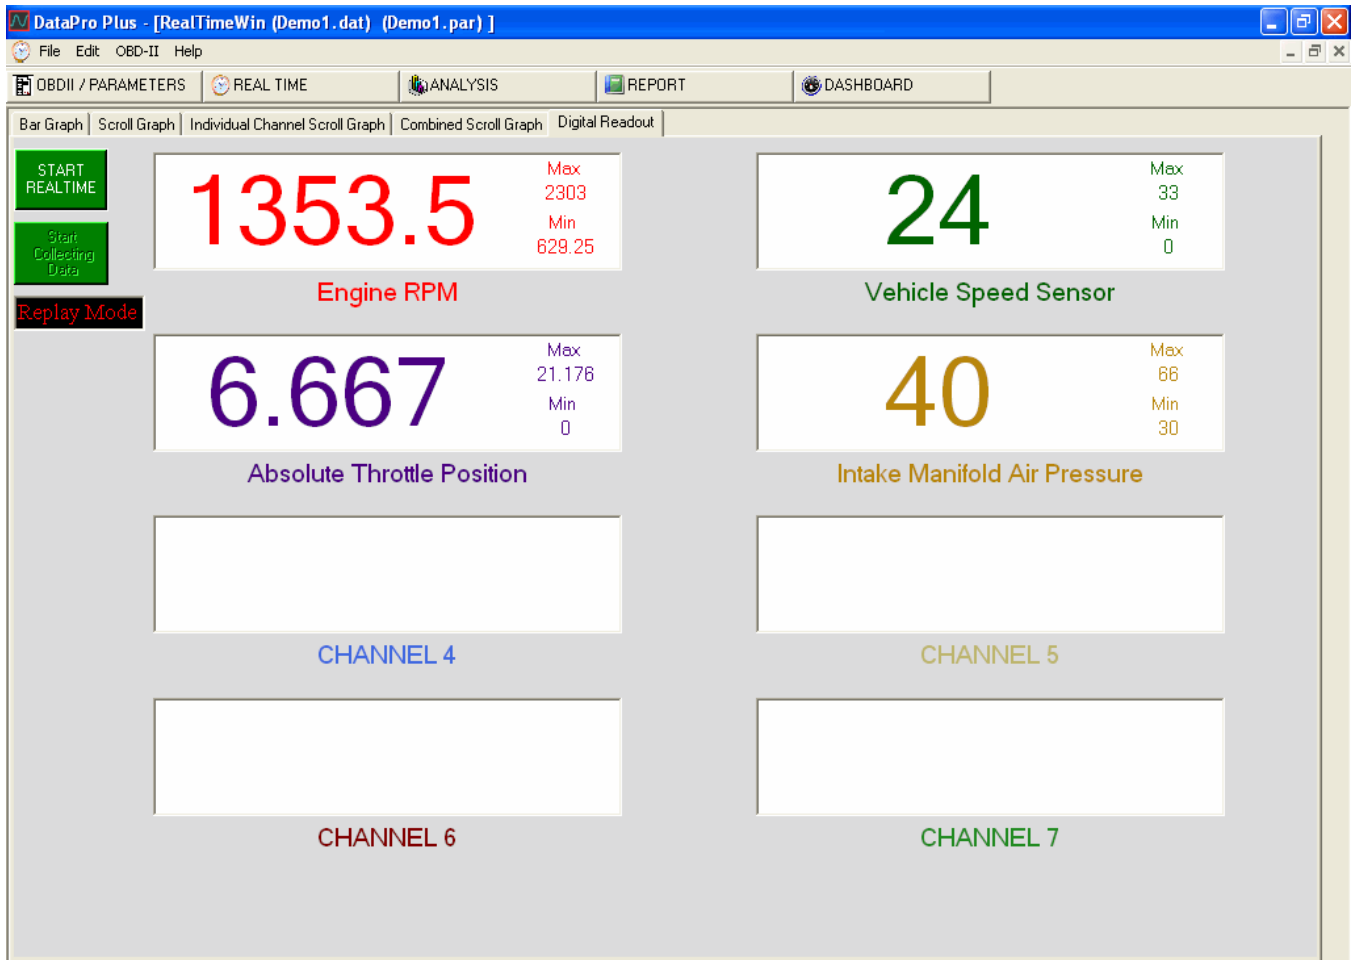 DataPro Plus - [RealTimeWin (Demo1.dat)  (Demo1.par) ]
File Edit OBD-II Help
OBDII / PARAMETERS REAL TIME ANALYSIS REPORT DASHBOARD
Bar Graph Scroll Graph Individual Channel Scroll Graph Combined Scroll Graph Digital Readout
START
REALTIME
Start
Collecting
Data
Replay Mode
1353.5
Max
2303
Min
629.25
Engine RPM
24
Max
33
Min
0
Vehicle Speed Sensor
6.667
Max
21.176
Min
0
Absolute Throttle Position
40
Max
66
Min
30
Intake Manifold Air Pressure
CHANNEL 4
CHANNEL 5
CHANNEL 6
CHANNEL 7